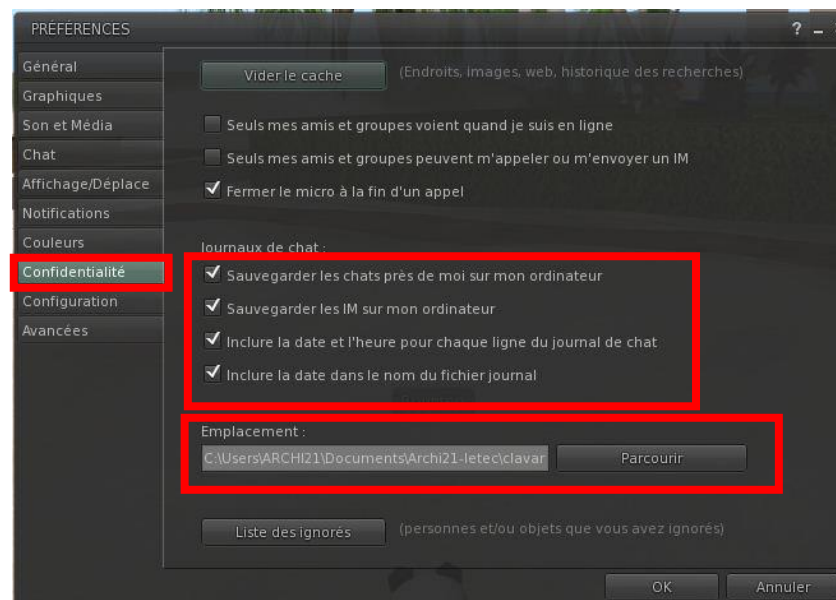 PRÉFÉRENCES ? –
Général
Graphiques
Son et Média
Chat
Affichage/Déplace
Notifications
Couleurs
Confidentialité
Configuration
Avancées
Vider le cache (Endroits, images, web, historique des recherches)
Seuls mes amis et groupes voient quand je suis en ligne
Seuls mes amis et groupes peuvent m'appeler ou m'envoyer un IM
Fermer le micro à la fin d'un appel
Journaux de chat :
Sauvegarder les chats près de moi sur mon ordinateur
Sauvegarder les IM sur mon ordinateur
Inclure la date et l'heure pour chaque ligne du journal de chat
Inclure la date dans le nom du fichier journal
Emplacement :
C:\Users\ARCHI21\Documents\Archi21-letec\clavar Parcourir
Liste des ignorés (personnes et/ou objets que vous avez ignorés)
OK Annuler